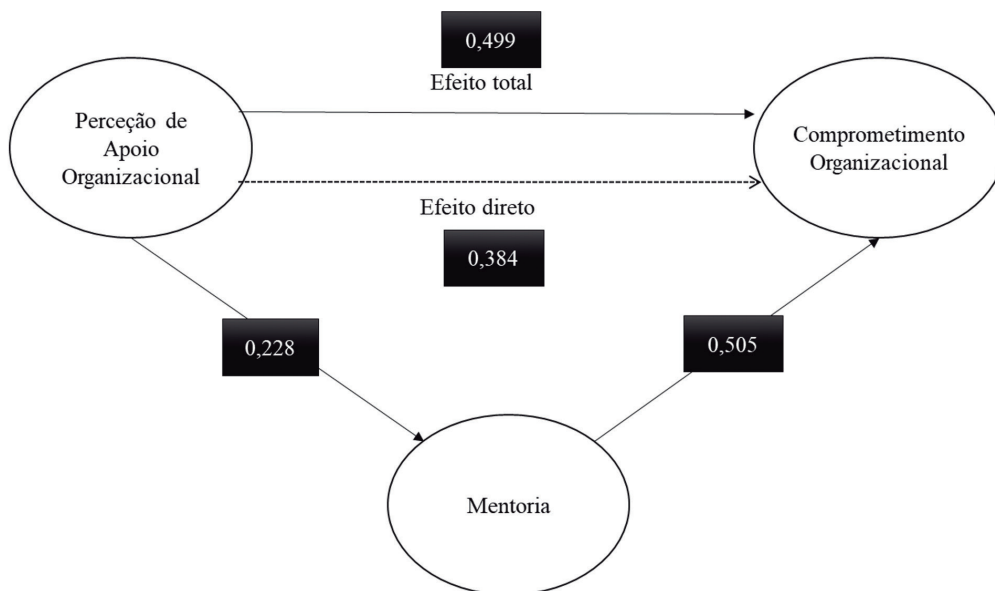 0,499
Efeito total
Perceção de
Apoio
Organizacional
Comprometimento
Organizacional
Efeito direto
0,384
0,228
0,505
Mentoria